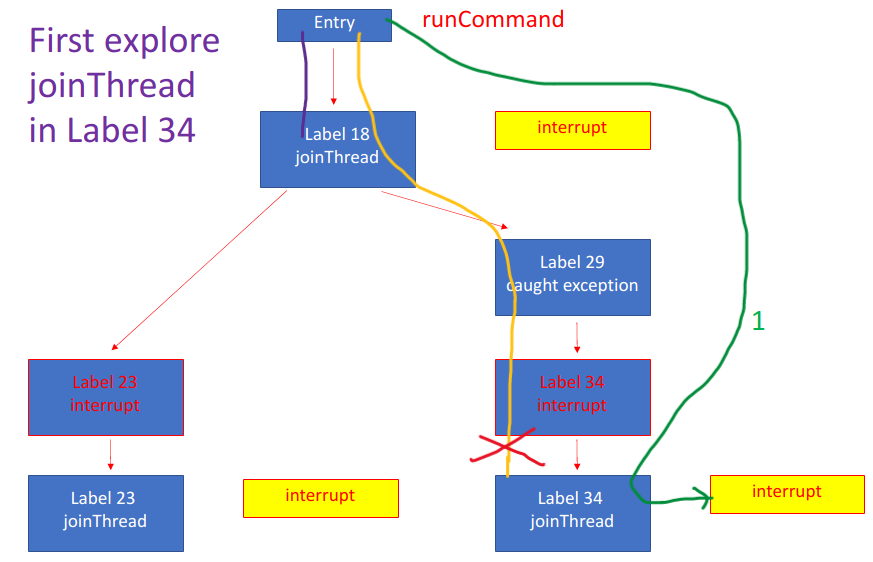 First explore
joinThread
in Label 34
Entry
runCommand
Label 18
joinThread
interrupt
Label 29
caught exception
1
Label 23
interrupt
Label 34
interrupt
Label 23
joinThread
interrupt
Label 34
joinThread
interrupt